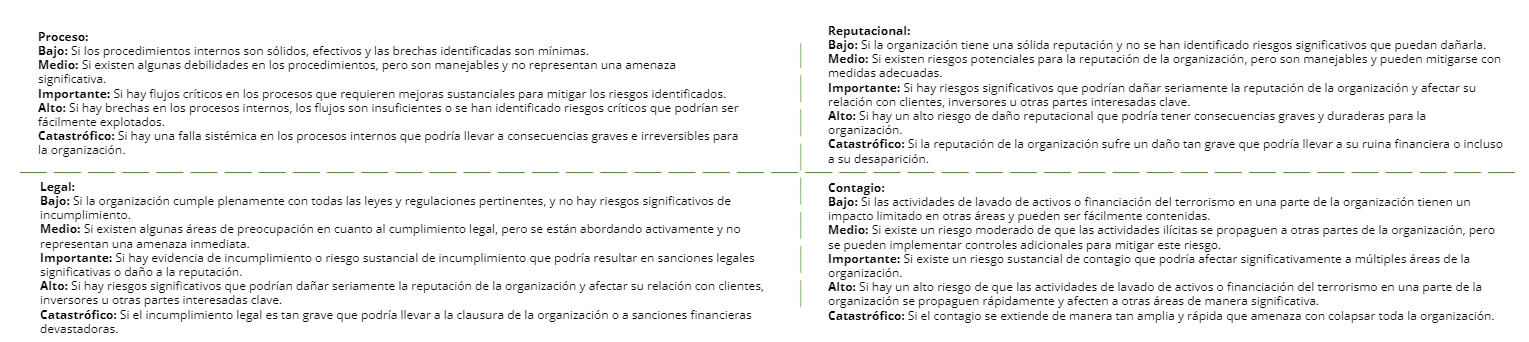 Proceso:
Bajo: Si los procedimientos internos son sólidos, efectivos y las brechas identificadas son mínimas.
Medio: Si existen algunas debilidades en los procedimientos, pero son manejables y no representan una amenaza
significativa.
Importante: Si hay flujos críticos en los procesos que requieren mejoras sustanciales para mitigar los riesgos identificados.
Alto: Si hay brechas en los procesos internos, los flujos son insuficientes o se han identificado riesgos críticos que podrían ser
fácilmente explotados.
Catastrófico: Si hay una falla sistémica en los procesos internos que podría llevar a consecuencias graves e irreversibles para
la organización.
Reputacional:
Bajo: Si la organización tiene una sólida reputación y no se han identificado riesgos significativos que puedan dañarla.
Medio: Si existen riesgos potenciales para la reputación de la organización, pero son manejables y pueden mitigarse con
medidas adecuadas.
Importante: Si hay riesgos significativos que podrían dañar seriamente la reputación de la organización y afectar su
relación con clientes, inversores u otras partes interesadas clave.
Alto: Si hay un alto riesgo de daño reputacional que podría tener consecuencias graves y duraderas para la
organización.
Catastrófico: Si la reputación de la organización sufre un daño tan grave que podría llevar a su ruina financiera o incluso
a su desaparición.
Legal:
Bajo: Si la organización cumple plenamente con todas las leyes y regulaciones pertinentes, y no hay riesgos significativos de
incumplimiento.
Medio: Si existen algunas áreas de preocupación en cuanto al cumplimiento legal, pero se están abordando activamente y no
representan una amenaza inmediata.
Importante: Si hay evidencia de incumplimiento o riesgo sustancial de incumplimiento que podría resultar en sanciones legales
significativas o daño a la reputación.
Alto: Si hay riesgos significativos que podrían dañar seriamente la reputación de la organización y afectar su relación con clientes,
inversores u otras partes interesadas clave.
Catastrófico: Si el incumplimiento legal es tan grave que podría llevar a la clausura de la organización o a sanciones financieras
devastadoras.
Contagio:
Bajo: Si las actividades de lavado de activos o financiación del terrorismo en una parte de la organización tienen un
impacto limitado en otras áreas y pueden ser fácilmente contenidas.
Medio: Si existe un riesgo moderado de que las actividades ilícitas se propaguen a otras partes de la organización, pero
se pueden implementar controles adicionales para mitigar este riesgo.
Importante: Si existe un riesgo sustancial de contagio que podría afectar significativamente a múltiples áreas de la
organización.
Alto: Si hay un alto riesgo de que las actividades de lavado de activos o financiación del terrorismo en una parte de la
organización se propaguen rápidamente y afecten a otras áreas de manera significativa.
Catastrófico: Si el contagio se extiende de manera tan amplia y rápida que amenaza con colapsar toda la organización.